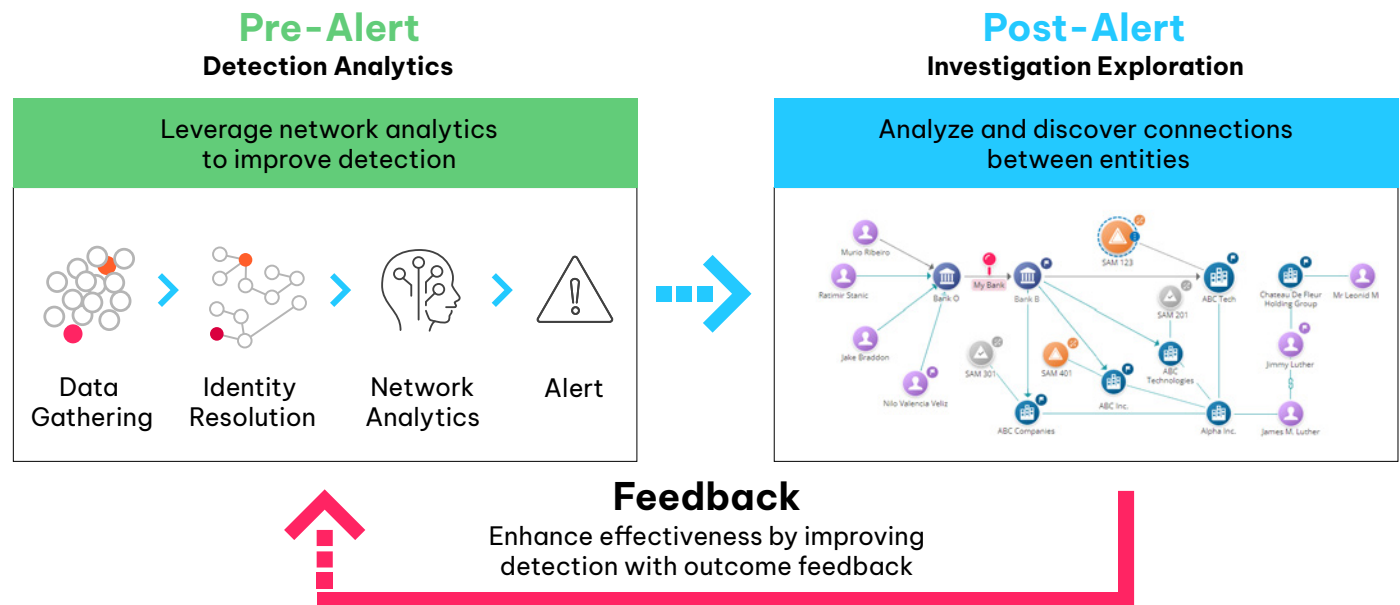 Pre-Alert
Detection Analytics
Leverage network analytics
to improve detection
Data
Gathering
Identity
Resolution
Network
Analytics
Alert
Post-Alert
Investigation Exploration
Analyze and discover connections
between entities
Murio Ribeiro
Ratimir Stanic
Jake Braddon
Nilo Valencia Veliz
Bank O
My Bank
Bank B
SAM 123
ABC Tech
SAM 201
Chateau De Fleur
Holding Group
Mr Leonid M
SAM 301
SAM 401
ABC
Technologies
Jimmy Luther
ABC Inc.
ABC Companies
Alpha Inc.
James M. Luther
Feedback
Enhance effectiveness by improving
detection with outcome feedback